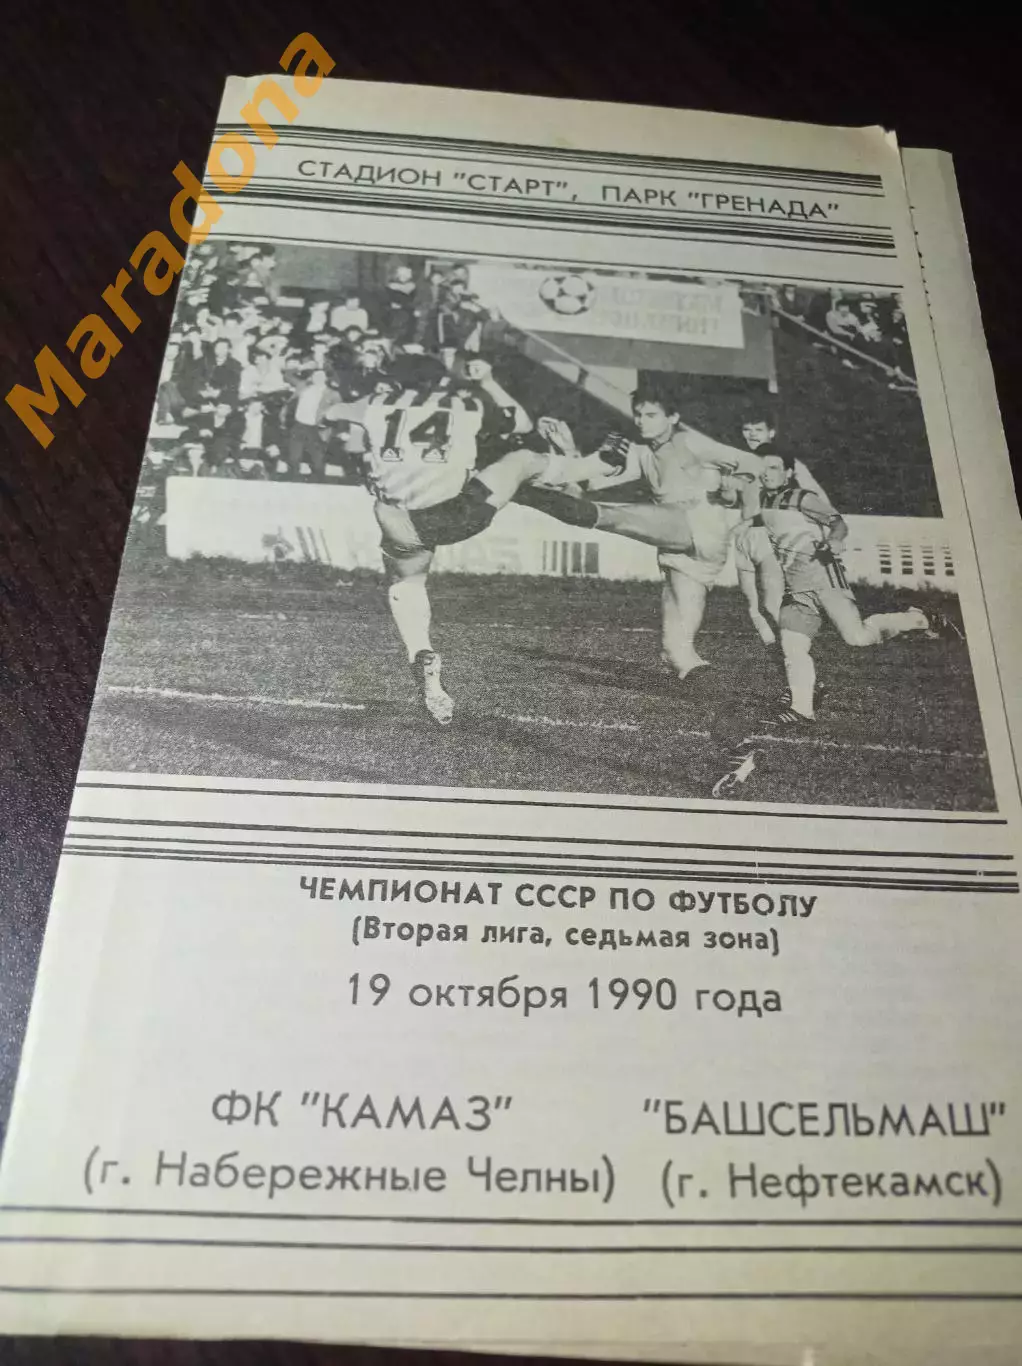 Maradona
СТАДИОН "СТАРТ", ПАРК "ГРЕНАДА"
14
ЧЕМПИОНАТ СССР ПО ФУТБОЛУ
(Вторая лига, седьмая зона)
19 октября 1990 года
ФК "КАМАЗ" "БАШСЕЛЬМАШ"
(г. Набережные Челны) (г. Нефтекамск)